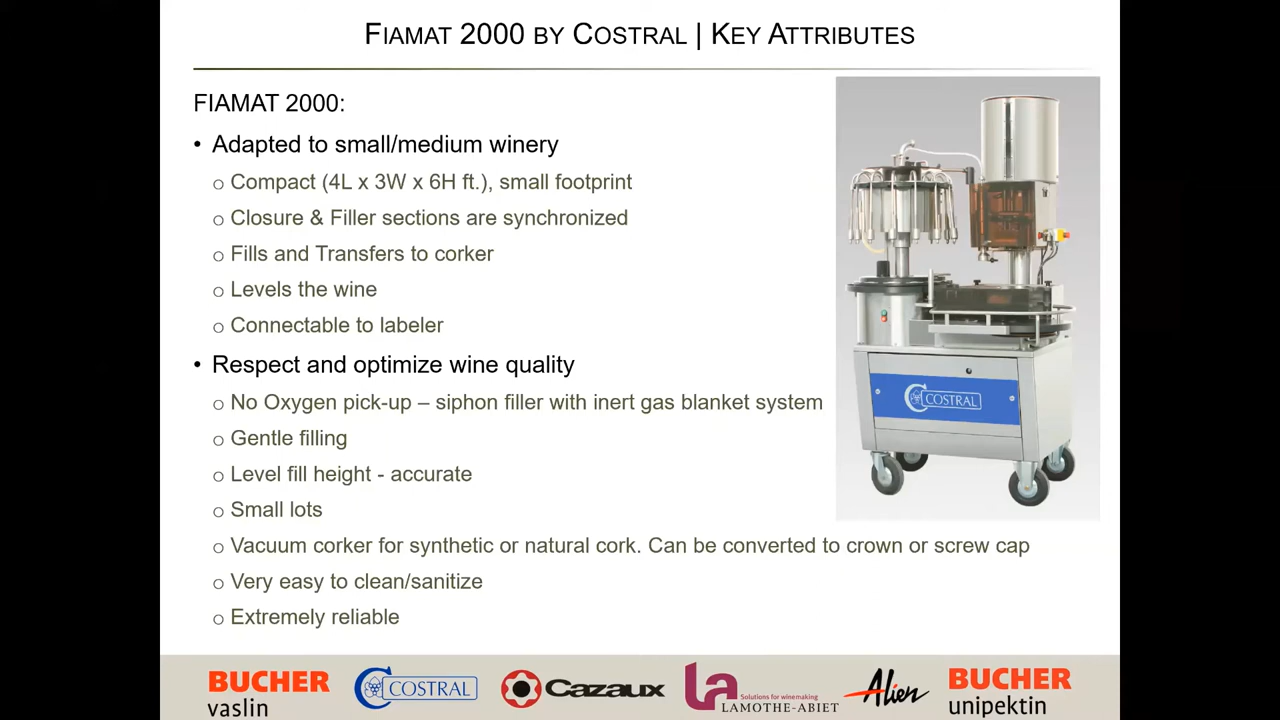 FIAMAT 2000 BY COSTRAL | KEY ATTRIBUTES
FIAMAT 2000:
• Adapted to small/medium winery
o Compact (4L x 3W x 6H ft.), small footprint
o Closure & Filler sections are synchronized
o Fills and Transfers to corker
o Levels the wine
o Connectable to labeler
• Respect and optimize wine quality
o No Oxygen pick-up – siphon filler with inert gas blanket system
o Gentle filling
o Level fill height - accurate
o Small lots
o Vacuum corker for synthetic or natural cork. Can be converted to crown or screw cap
o Very easy to clean/sanitize
o Extremely reliable
COSTRAL
BUCHER
vaslin
COSTRAL
Cazaux
La
Solutions for winemaking
LAMOTHE-ABIET
Alien
BUCHER
unipektin